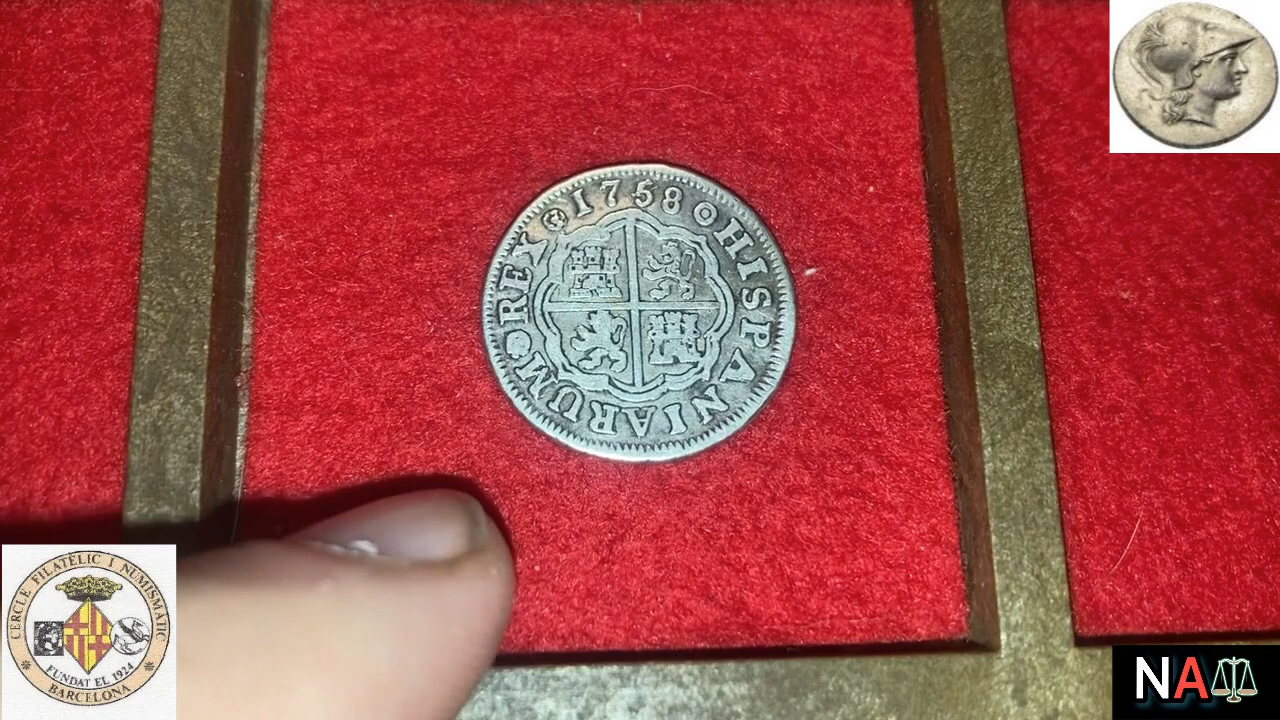 1758 HISPANIARUM REX
CERCLE FILATÈLIC I NUMISMÀTIC
FUNDAT EL 1924
BARCELONA
NA